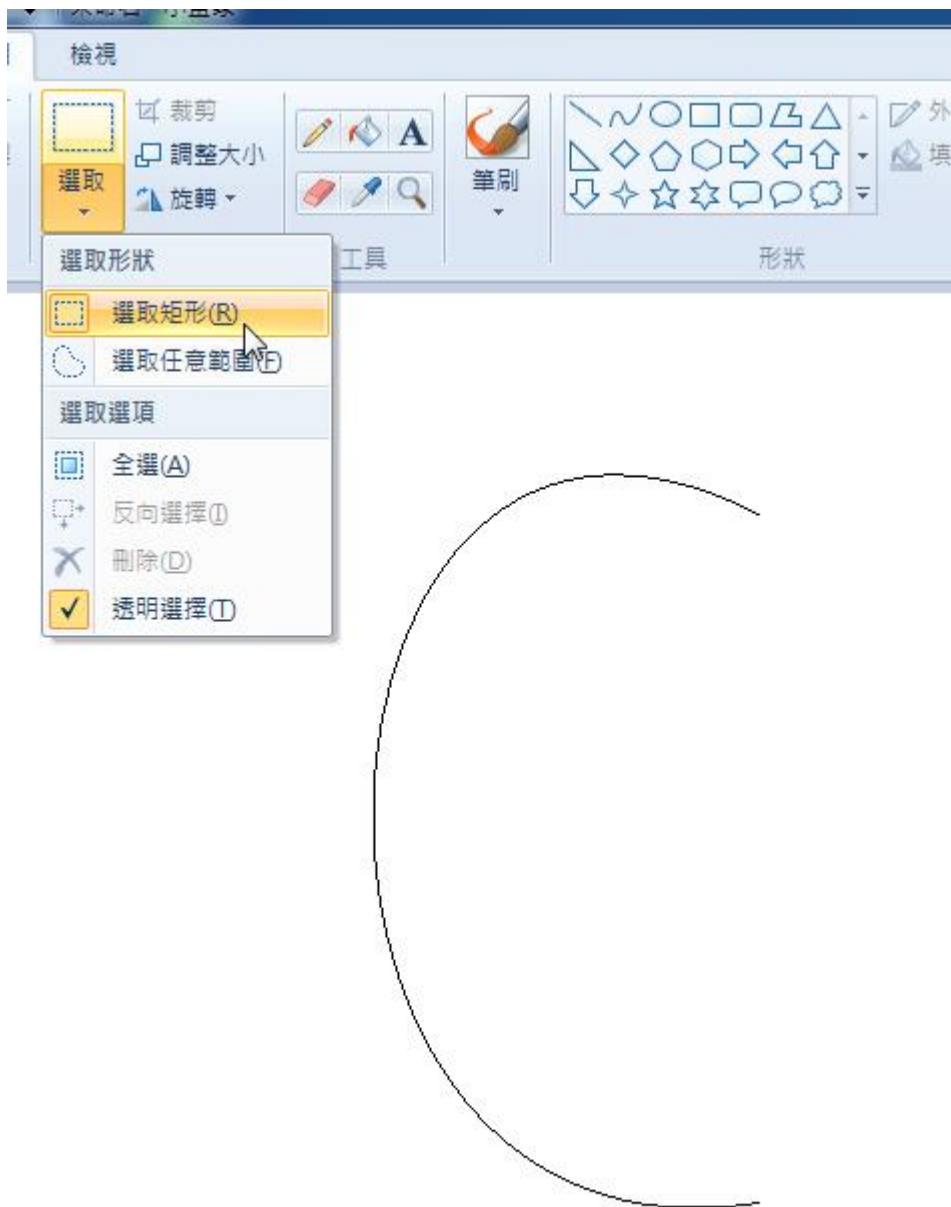 檢視
裁剪
調整大小
選取
旋轉
A
筆刷
外
填
工具
形狀
選取形狀
選取矩形(R)
選取任意範圍(F)
選取選項
全選(A)
反向選擇(I)
刪除(D)
透明選擇(T)